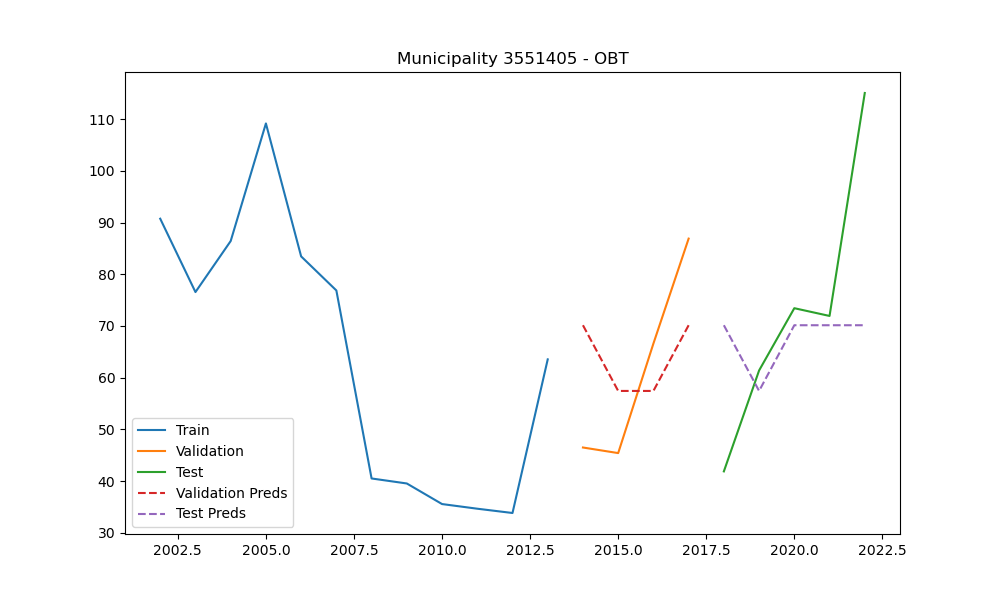 Municipality 3551405 - OBT
110
100
90
80
70
60
50
40
30
Train
Validation
Test
Validation Preds
Test Preds
2002.5 2005.0 2007.5 2010.0 2012.5 2015.0 2017.5 2020.0 2022.5